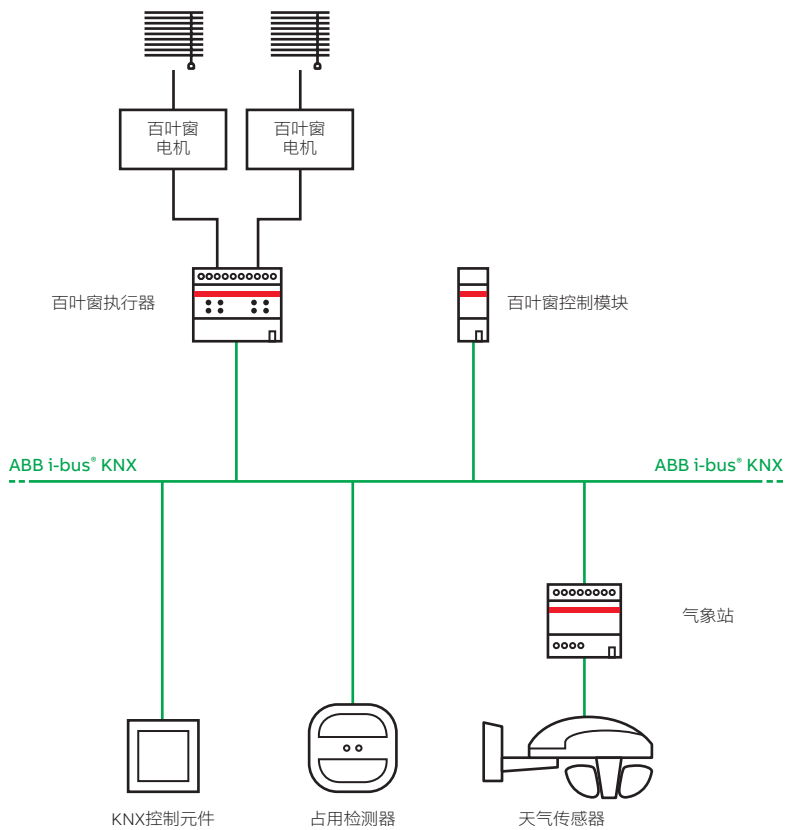 百叶窗
电机
百叶窗
电机
百叶窗执行器
百叶窗控制模块
ABB i-bus® KNX
ABB i-bus® KNX
气象站
KNX控制元件
占用检测器
天气传感器